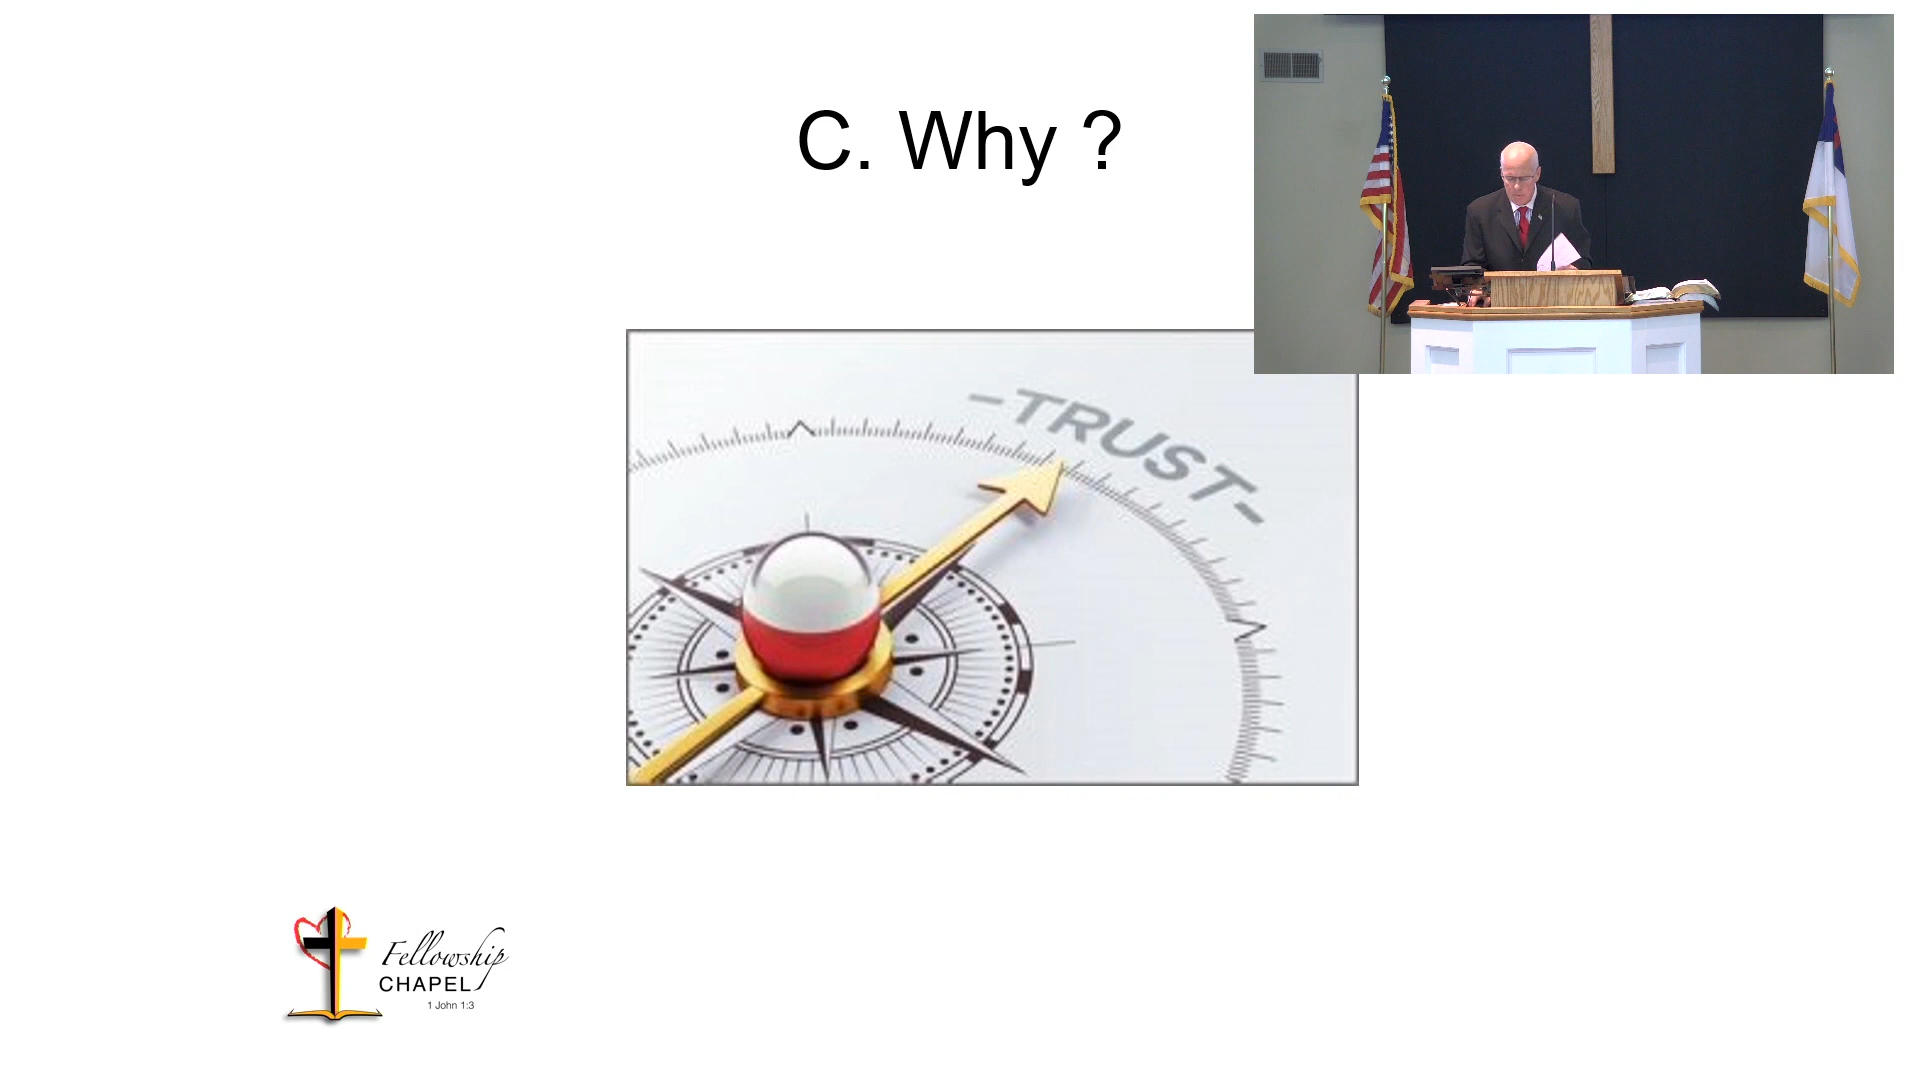 C. Why ?
–TRUST–
Fellowship
CHAPEL
1 John 1:3